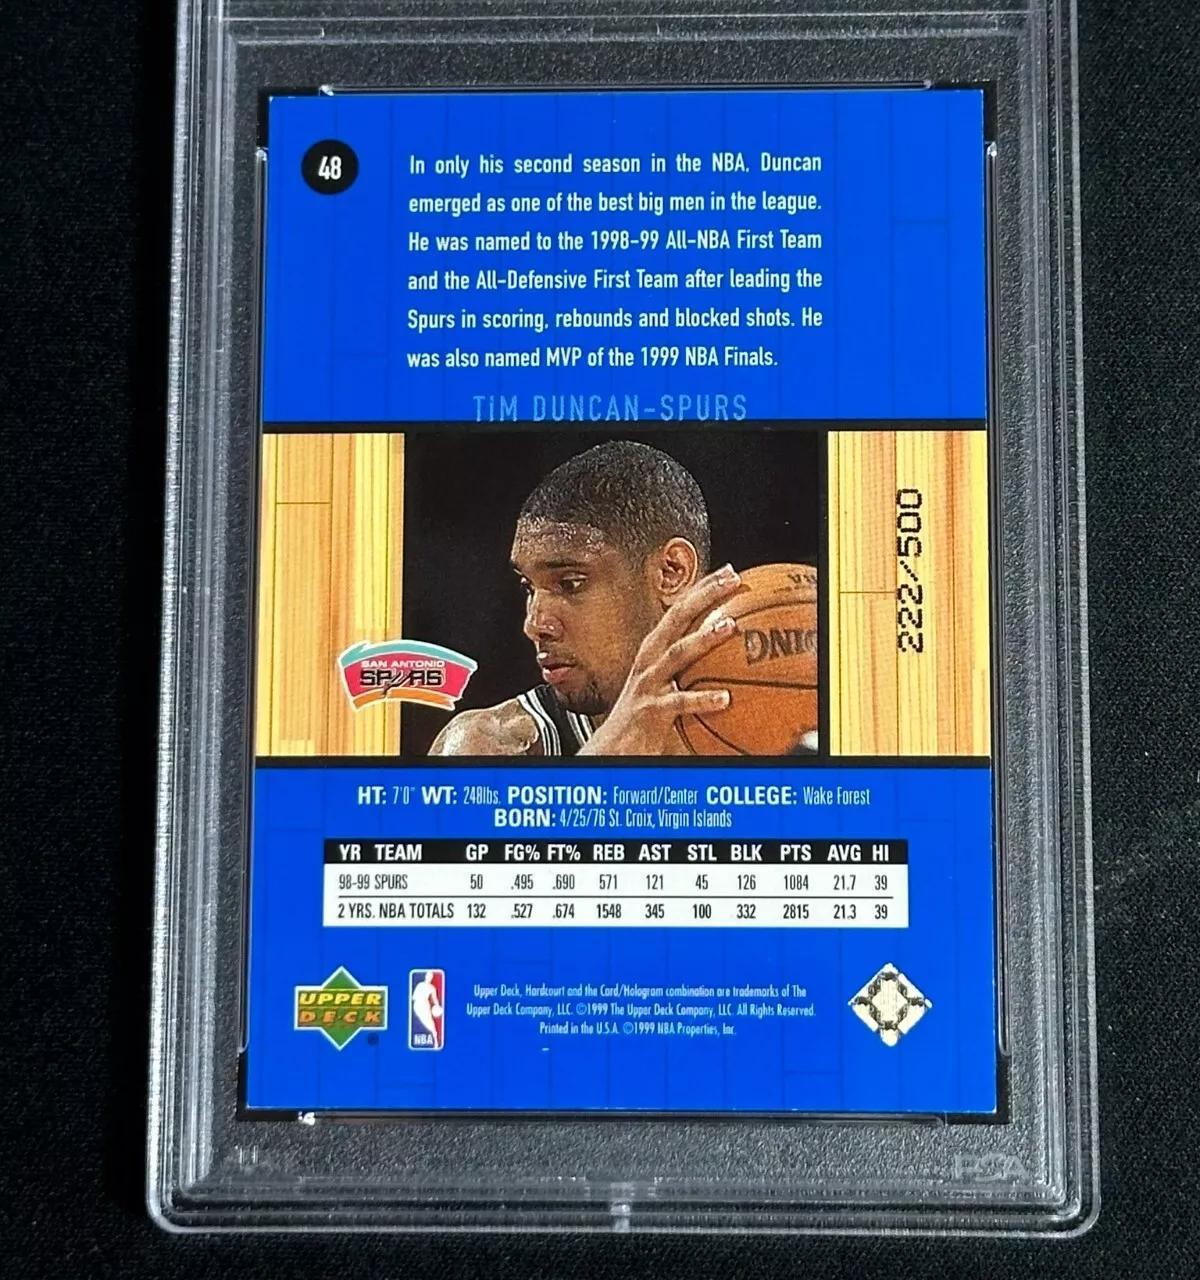 48
In only his second season in the NBA, Duncan
emerged as one of the best big men in the league.
He was named to the 1998-99 All-NBA First Team
and the All-Defensive First Team after leading the
Spurs in scoring, rebounds and blocked shots. He
was also named MVP of the 1999 NBA Finals.
TIM DUNCAN-SPURS
222/500
SAN ANTONIO
SPURS
HT: 7'0" WT: 248lbs. POSITION: Forward/Center COLLEGE: Wake Forest
BORN: 4/25/76 St. Croix, Virgin Islands
YR TEAM GP FG% FT% REB AST STL BLK PTS AVG HI
98-99 SPURS 50 .495 .690 571 121 45 126 1084 21.7 39
2 YRS. NBA TOTALS 132 .527 .674 1548 345 100 332 2815 21.3 39
UPPER
DECK
NBA
Upper Deck, Hardcourt and the Card/Hologram combination are trademarks of The
Upper Deck Company, LLC. ©1999 The Upper Deck Company, LLC. All Rights Reserved.
Printed in the U.S.A. ©1999 NBA Properties, Inc.
PSA